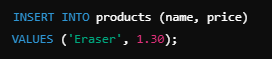 INSERT INTO products (name, price)
VALUES ('Eraser', 1.30);